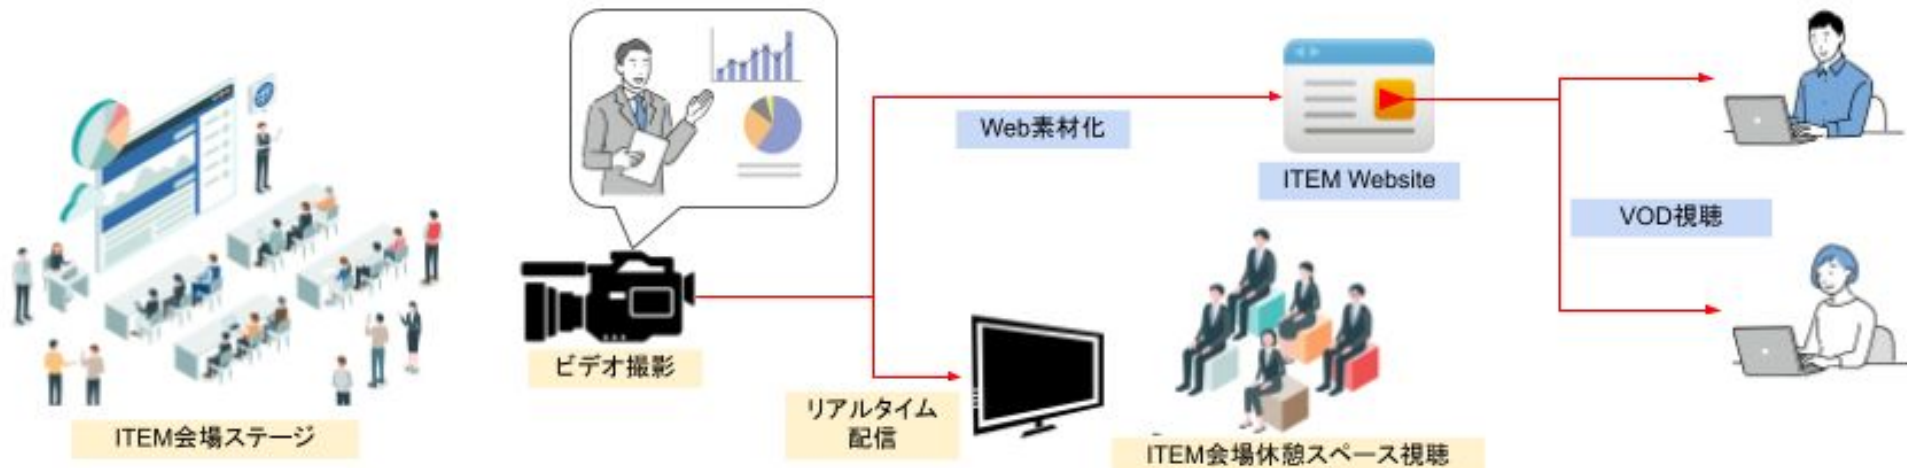 Web素材化
ITEM Website
VOD視聴
ビデオ撮影
リアルタイム
配信
ITEM会場ステージ
ITEM会場休憩スペース視聴